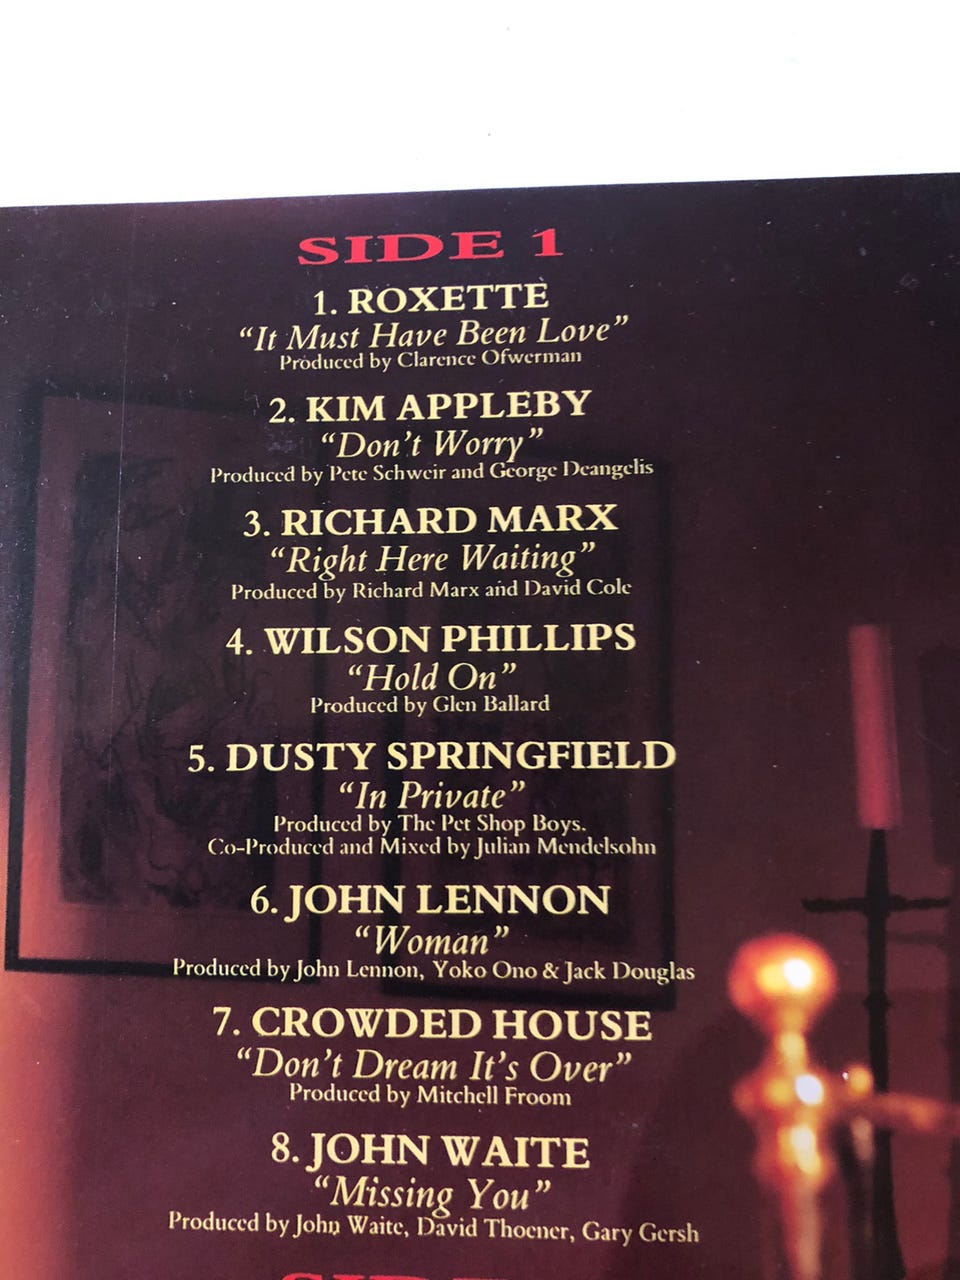 SIDE 1
1. ROXETTE
“It Must Have Been Love”
Produced by Clarence Ofwerman
2. KIM APPLEBY
“Don't Worry”
Produced by Pete Schweir and George Deangelis
3. RICHARD MARX
“Right Here Waiting”
Produced by Richard Marx and David Cole
4. WILSON PHILLIPS
“Hold On”
Produced by Glen Ballard
5. DUSTY SPRINGFIELD
“In Private”
Produced by The Pet Shop Boys.
Co-Produced and Mixed by Julian Mendelsohn
6. JOHN LENNON
“Woman”
Produced by John Lennon, Yoko Ono & Jack Douglas
7. CROWDED HOUSE
“Don't Dream It's Over”
Produced by Mitchell Froom
8. JOHN WAITE
“Missing You”
Produced by John Waite, David Thoener, Gary Gersh